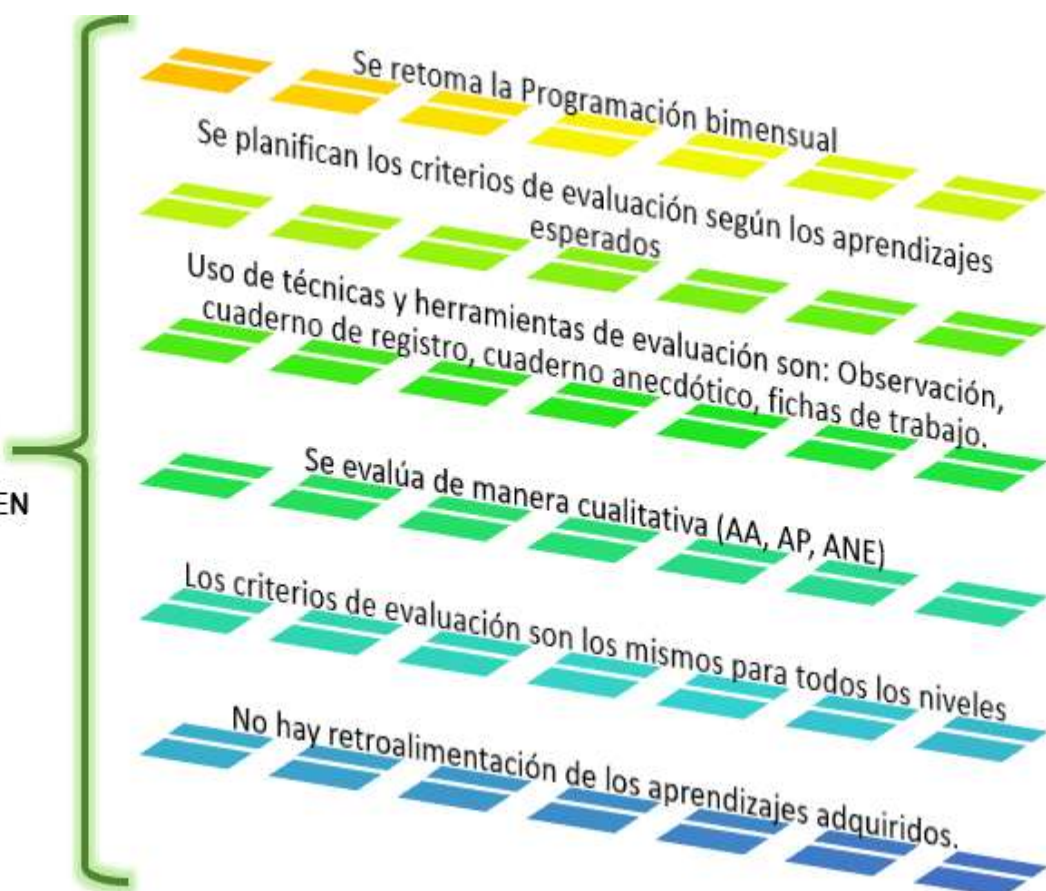 Se retoma la Programación bimensual
Se planifican los criterios de evaluación según los aprendizajes
esperados
Uso de técnicas y herramientas de evaluación son: Observación,
cuaderno de registro, cuaderno anecdótico, fichas de trabajo.
Se evalúa de manera cualitativa (AA, AP, ANE)
EN
Los criterios de evaluación son los mismos para todos los niveles
No hay retroalimentación de los aprendizajes adquiridos.